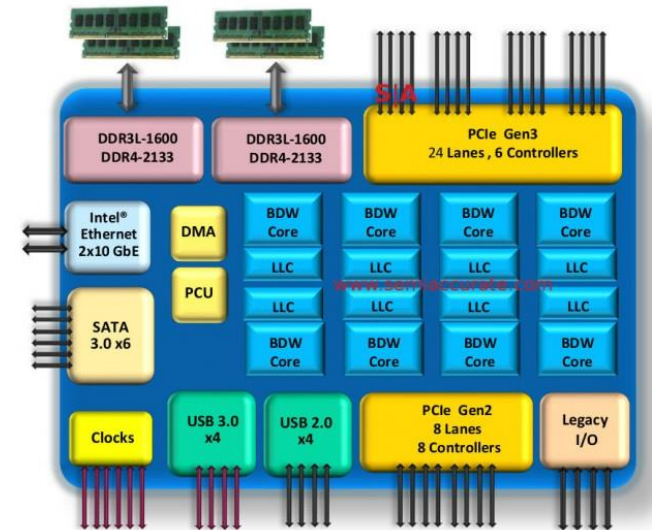 S|A
DDR3L-1600
DDR4-2133
DDR3L-1600
DDR4-2133
PCIe Gen3
24 Lanes , 6 Controllers
Intel®
Ethernet
2x10 GbE
DMA
PCU
BDW
Core
BDW
Core
BDW
Core
BDW
Core
LLC
LLC
LLC
LLC
www.semiaccurate.com
LLC
LLC
LLC
LLC
BDW
Core
BDW
Core
BDW
Core
BDW
Core
SATA
3.0 x6
Clocks
USB 3.0
x4
USB 2.0
x4
PCIe Gen2
8 Lanes
8 Controllers
Legacy
I/O